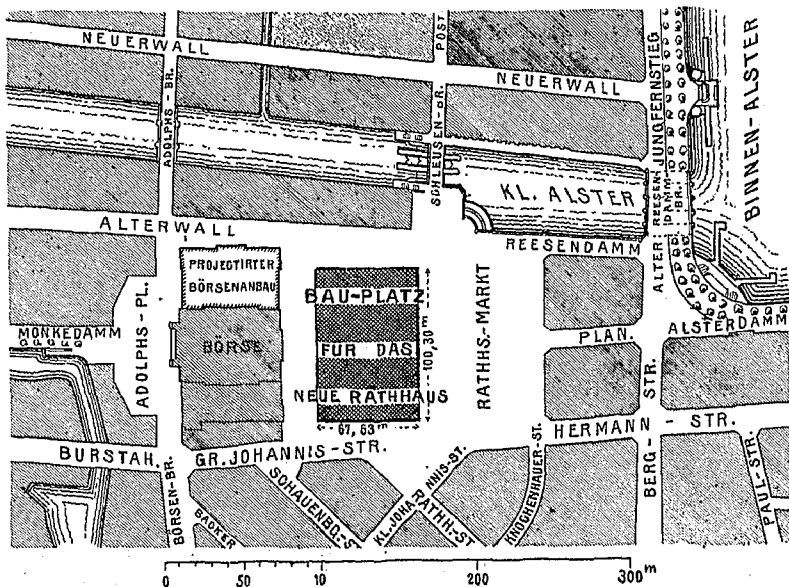 NEUERWALL
NEUERWALL
POST
ADOLPHS-BR.
SCHLEUSEN-BR.
KL. ALSTER
REESEN
DAMM
BR.
JUNGFERNSTIEG
BINNEN-ALSTER
ALTERWALL
REESENDAMM
ALTER
PROJECTIRTER
BÖRSENANBAU
BÖRSE
ADOLPHS-PL.
MÖNKEDAMM
BAU-PLATZ
FÜR DAS
NEUE RATHHAUS
100,30m
67,63m
RATHHS.-MARKT
PLAN.
ALSTERDAMM
BERG-STR.
HERMANN-STR.
PAUL-STR.
BURSTAH.
GR. JOHANNIS-STR.
BÖRSEN-BR.
BÄCKER
SCHAUENBG.-S
KL. JOHANNIS-ST.
RATHH-ST
KNOCHENHAUER-ST.
0 50 10 200 300m